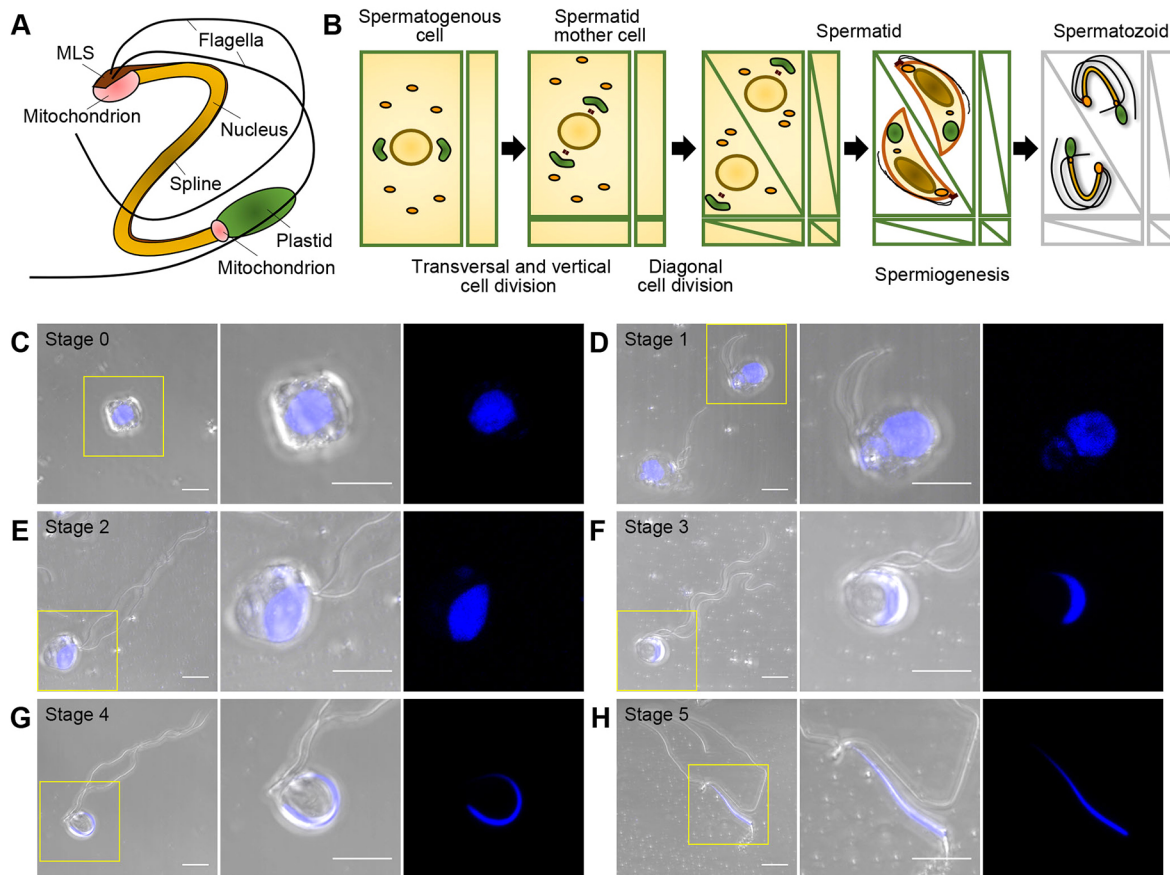 A
Flagella
MLS
Mitochondrion
Nucleus
Spline
Plastid
Mitochondrion
B
Spermatogenous
cell
Spermatid
mother cell
Spermatid
Spermatozoid
Transversal and vertical
cell division
Diagonal
cell division
Spermiogenesis
C
Stage 0
D
Stage 1
E
Stage 2
F
Stage 3
G
Stage 4
H
Stage 5